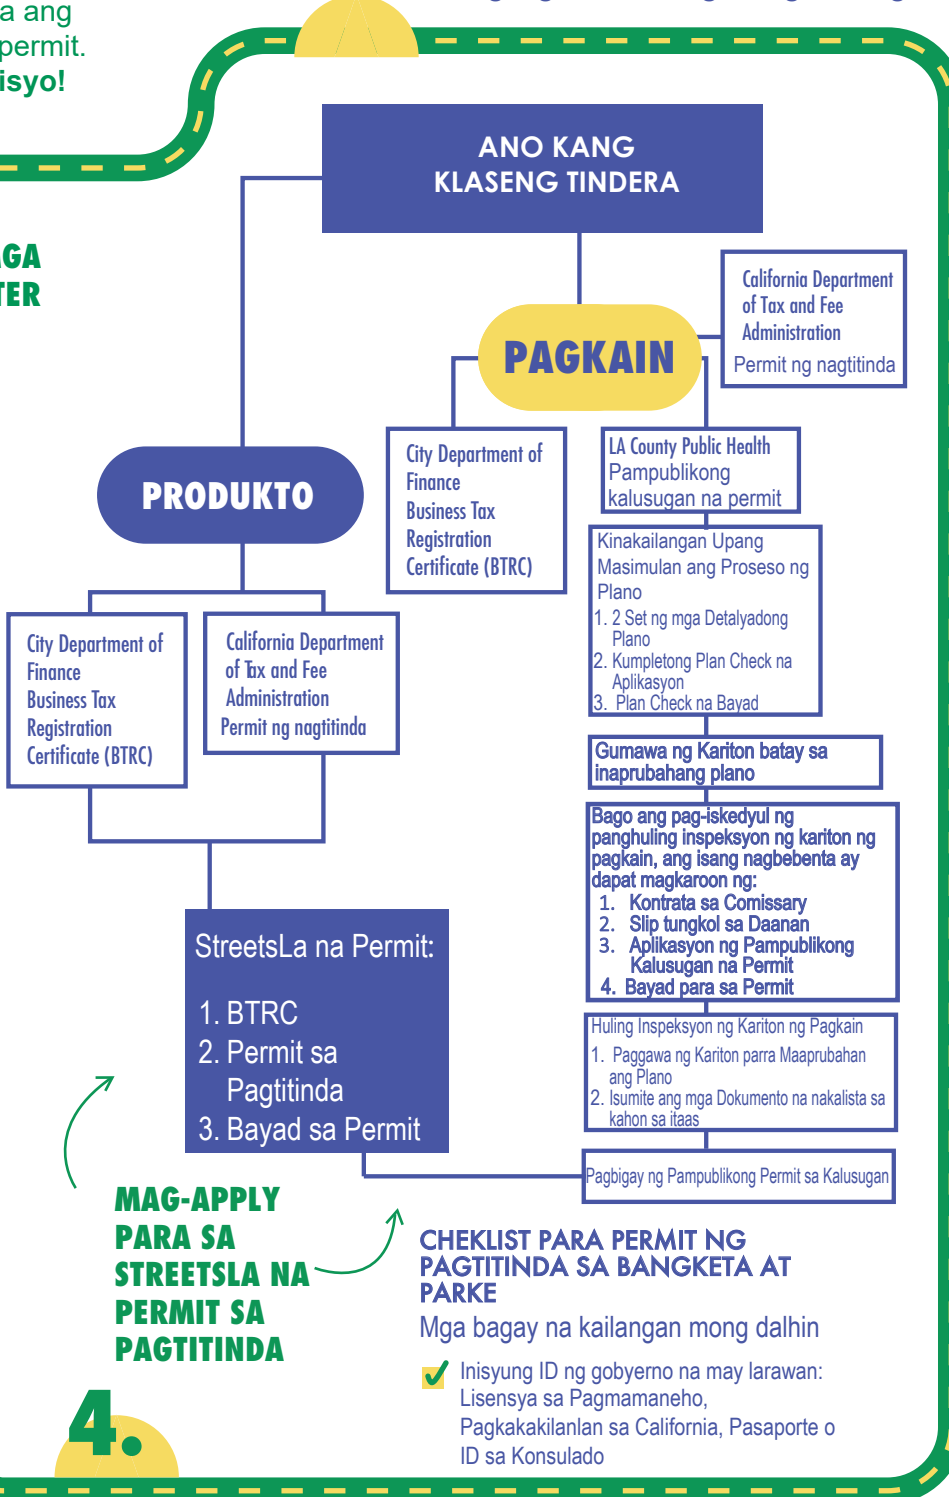 a ang
permit.
isyo!
GA
TER
ANO KANG
KLASENG TINDERA
California Department
of Tax and Fee
Administration
Permit ng nagtitinda
PAGKAIN
City Department of
Finance
Business Tax
Registration
Certificate (BTRC)
LA County Public Health
Pampublikong
kalusugan na permit
PRODUKTO
Kinakailangan Upang
Masimulan ang Proseso ng
Plano
1. 2 Set ng mga Detalyadong
Plano
2. Kumpletong Plan Check na
Aplikasyon
3. Plan Check na Bayad
City Department of
Finance
Business Tax
Registration
Certificate (BTRC)
California Department
of Tax and Fee
Administration
Permit ng nagtitinda
Gumawa ng Kariton batay sa
inaprubahang plano
Bago ang pag-iskedyul ng
panghuling inspeksyon ng kariton ng
pagkain, ang isang nagbebenta ay
dapat magkaroon ng:
1. Kontrata sa Comissary
2. Slip tungkol sa Daanan
3. Aplikasyon ng Pampublikong
Kalusugan na Permit
4. Bayad para sa Permit
StreetsLa na Permit:
1. BTRC
2. Permit sa
Pagtitinda
3. Bayad sa Permit
Huling Inspeksyon ng Kariton ng Pagkain
1. Paggawa ng Kariton parra Maaprubahan
ang Plano
2. Isumite ang mga Dokumento na nakalista sa
kahon sa itaas
Pagbigay ng Pampublikong Permit sa Kalusugan
MAG-APPLY
PARA SA
STREETSLA NA
PERMIT SA
PAGTITINDA
CHEKLIST PARA PERMIT NG
PAGTITINDA SA BANGKETA AT
PARKE
Mga bagay na kailangan mong dalhin
Inisyung ID ng gobyerno na may larawan:
Lisensya sa Pagmamaneho,
Pagkakakilanlan sa California, Pasaporte o
ID sa Konsulado
4.